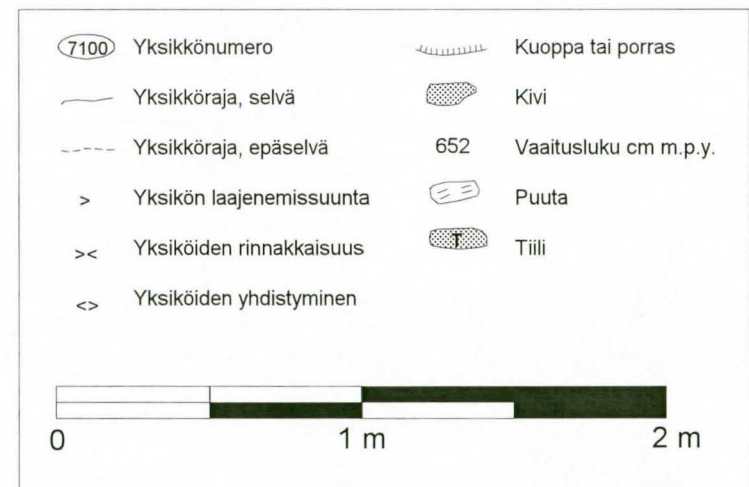 7100 Yksikkönumero
Yksikköraja, selvä
Yksikköraja, epäselvä
> Yksikön laajenemissuunta
>< Yksiköiden rinnakkaisuus
<> Yksiköiden yhdistyminen
Kuoppa tai porras
Kivi
652 Vaaitusluku cm m.p.y.
Puuta
T Tiili
0 1 m 2 m